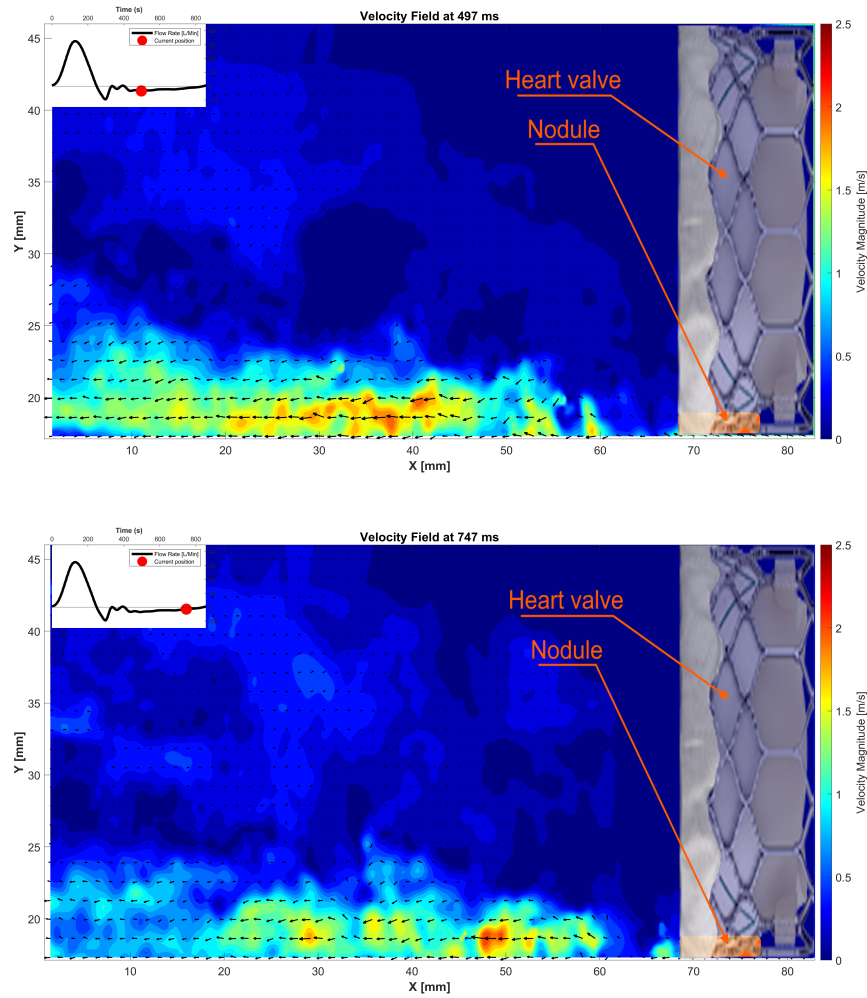 Time (s)
0 200 400 600 800
Velocity Field at 497 ms
Flow Rate [L/Min]
Current position
Heart valve
Nodule
45
40
35
30
25
20
Y [mm]
10 20 30 40 50 60 70 80
X [mm]
2.5
2
1.5
1
0.5
0
Velocity Magnitude [m/s]
Time (s)
0 200 400 600 800
Velocity Field at 747 ms
Flow Rate [L/Min]
Current position
Heart valve
Nodule
45
40
35
30
25
20
Y [mm]
10 20 30 40 50 60 70 80
X [mm]
2.5
2
1.5
1
0.5
0
Velocity Magnitude [m/s]